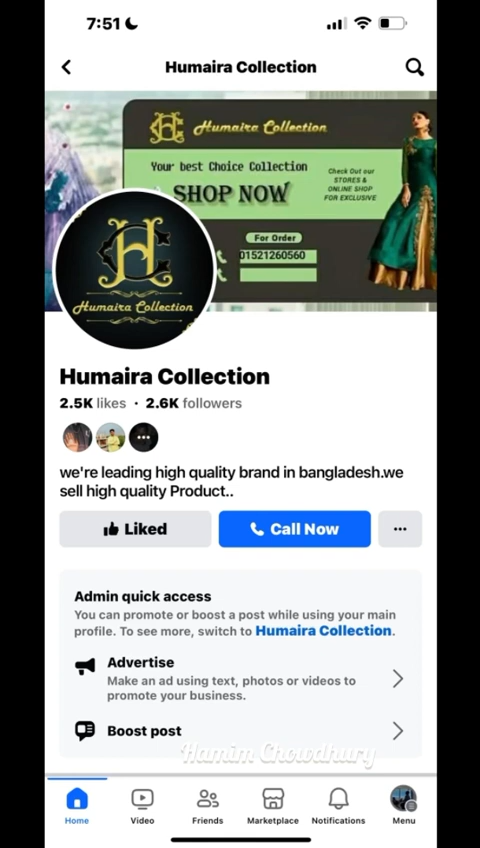 7:51
Humaira Collection
Humaira Collection
Your best Choice Collection
SHOP NOW
Check Out our
STORES &
ONLINE SHOP
FOR EXCLUSIVE
For Order
01521260560
Humaira Collection
Humaira Collection
2.5K likes · 2.6K followers
we're leading high quality brand in bangladesh.we
sell high quality Product..
Liked
Call Now
Admin quick access
You can promote or boost a post while using your main
profile. To see more, switch to Humaira Collection.
Advertise
Make an ad using text, photos or videos to
promote your business.
Boost post
Hamim Chowdhury
Home
Video
Friends
Marketplace
Notifications
Menu